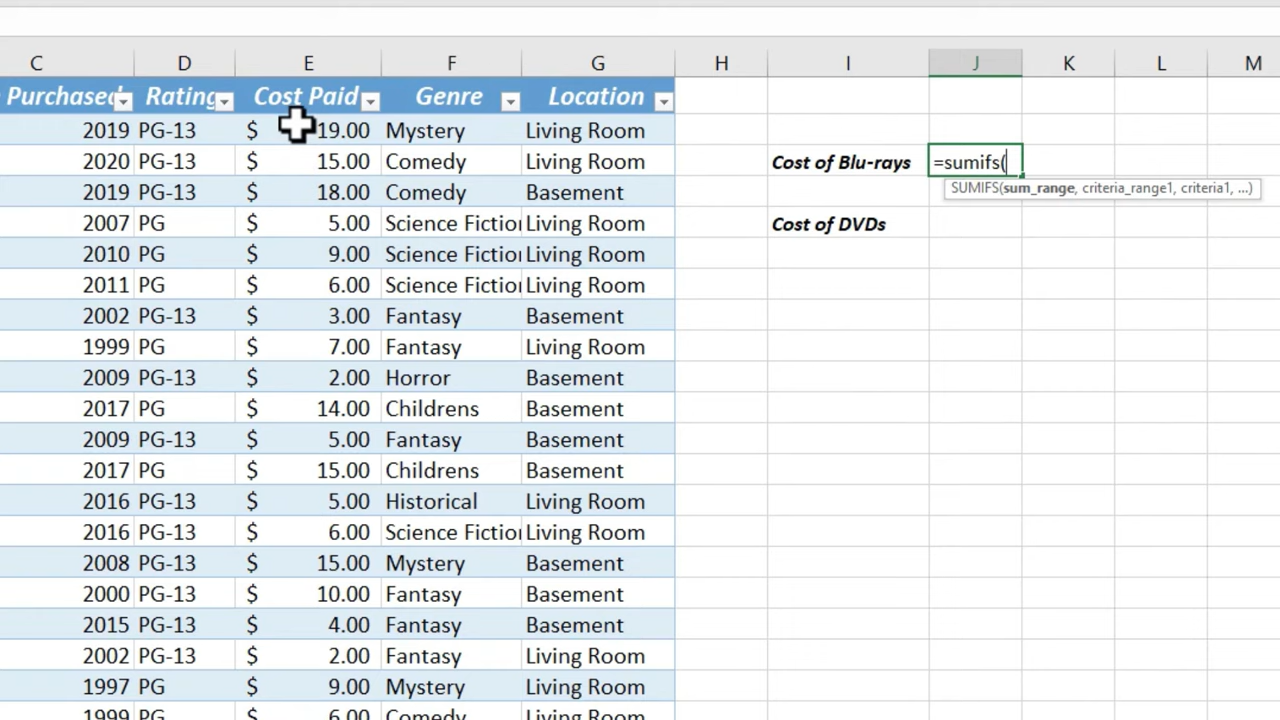 C D E F G H I J K L M
Purchased Rating Cost Paid Genre Location
2019 PG-13 $ 19.00 Mystery Living Room
2020 PG-13 $ 15.00 Comedy Living Room Cost of Blu-rays =sumifs(
2019 PG-13 $ 18.00 Comedy Basement SUMIFS(sum_range, criteria_range1, criteria1, ...)
2007 PG $ 5.00 Science Fictio Living Room Cost of DVDs
2010 PG $ 9.00 Science Fictio Living Room
2011 PG $ 6.00 Science Fictio Living Room
2002 PG-13 $ 3.00 Fantasy Basement
1999 PG $ 7.00 Fantasy Living Room
2009 PG-13 $ 2.00 Horror Basement
2017 PG $ 14.00 Childrens Basement
2009 PG-13 $ 5.00 Fantasy Basement
2017 PG $ 15.00 Childrens Basement
2016 PG-13 $ 5.00 Historical Living Room
2016 PG-13 $ 6.00 Science Fictio Living Room
2008 PG-13 $ 15.00 Mystery Basement
2000 PG-13 $ 10.00 Fantasy Basement
2015 PG-13 $ 4.00 Fantasy Basement
2002 PG-13 $ 2.00 Fantasy Living Room
1997 PG $ 9.00 Mystery Living Room
1999 PG $ 6.00 Comedy Living Room